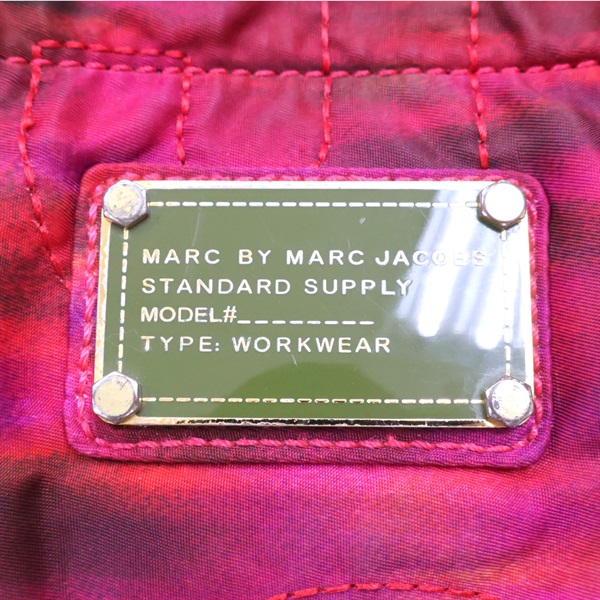 MARC BY MARC JACOBS
STANDARD SUPPLY
MODEL#________
TYPE: WORKWEAR